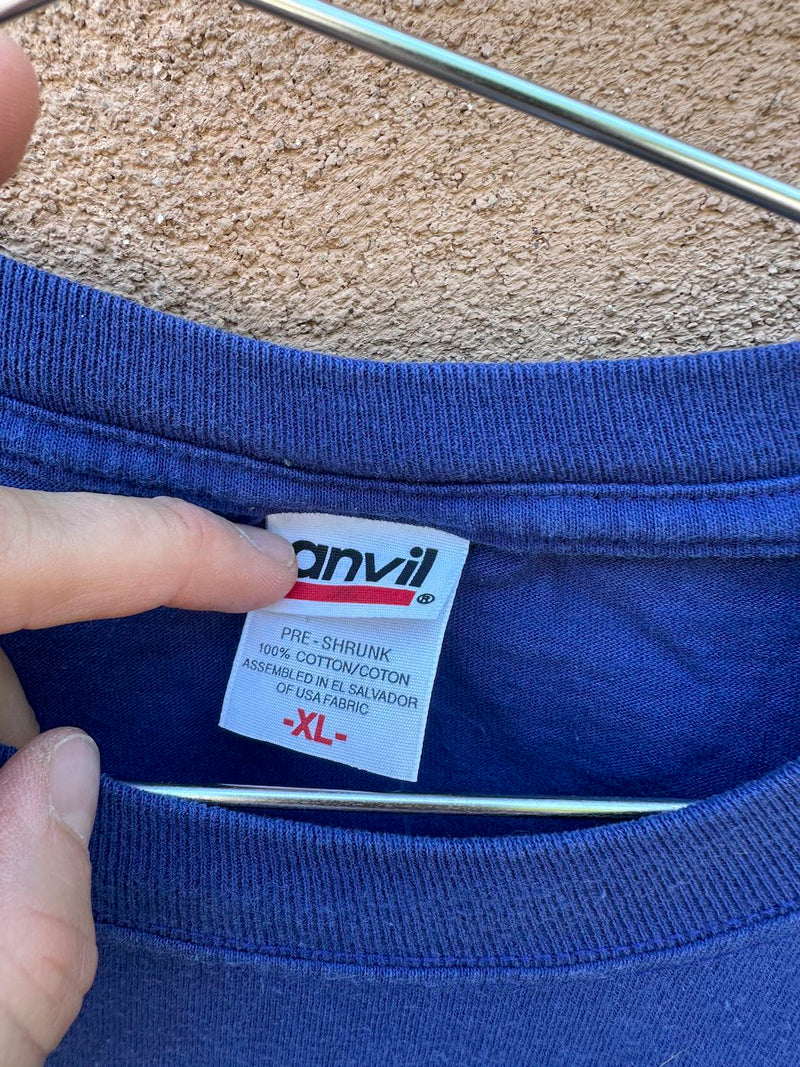 anvil
®
PRE-SHRUNK
100% COTTON/COTON
ASSEMBLED IN EL SALVADOR
OF USA FABRIC
-XL-